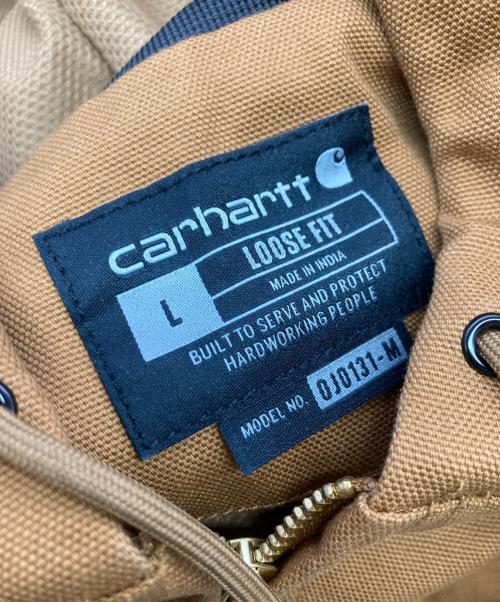 carhartt
L
LOOSE FIT
MADE IN INDIA
BUILT TO SERVE AND PROTECT
HARDWORKING PEOPLE
MODEL NO. OJ0131-M